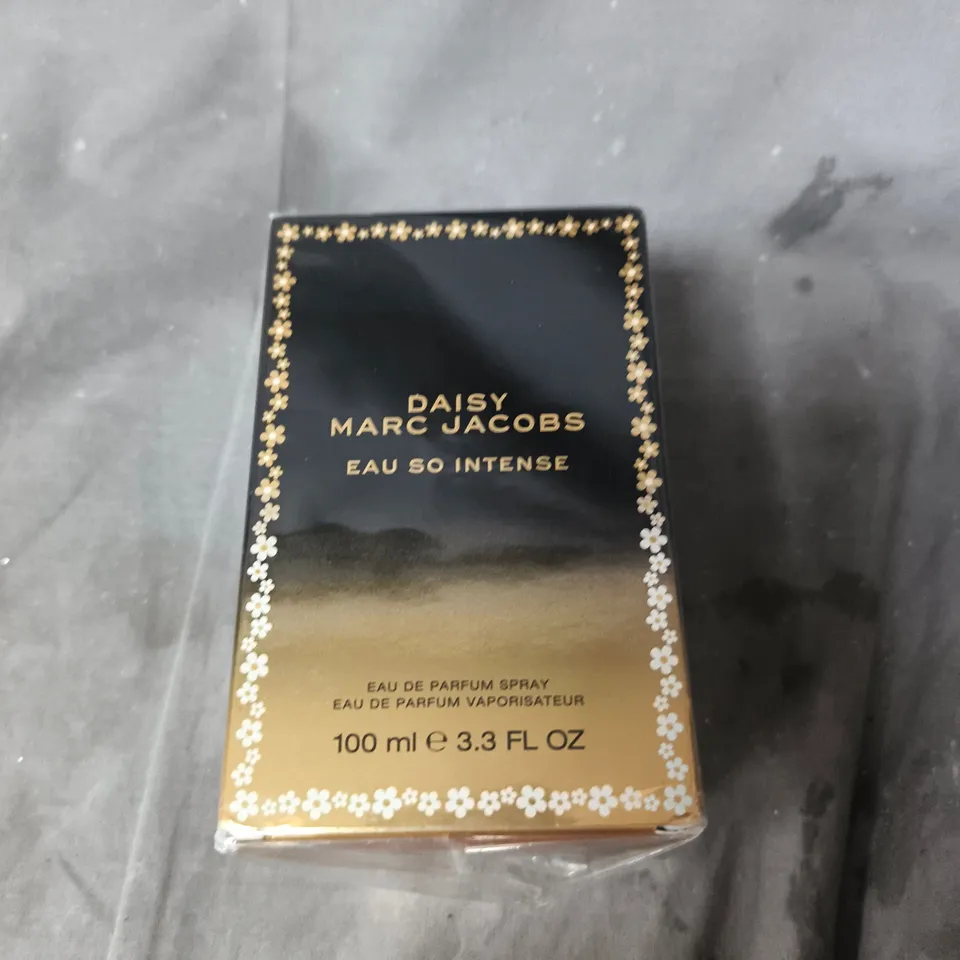 DAISY
MARC JACOBS
EAU SO INTENSE
EAU DE PARFUM SPRAY
EAU DE PARFUM VAPORISATEUR
100 ml ℮ 3.3 FL OZ